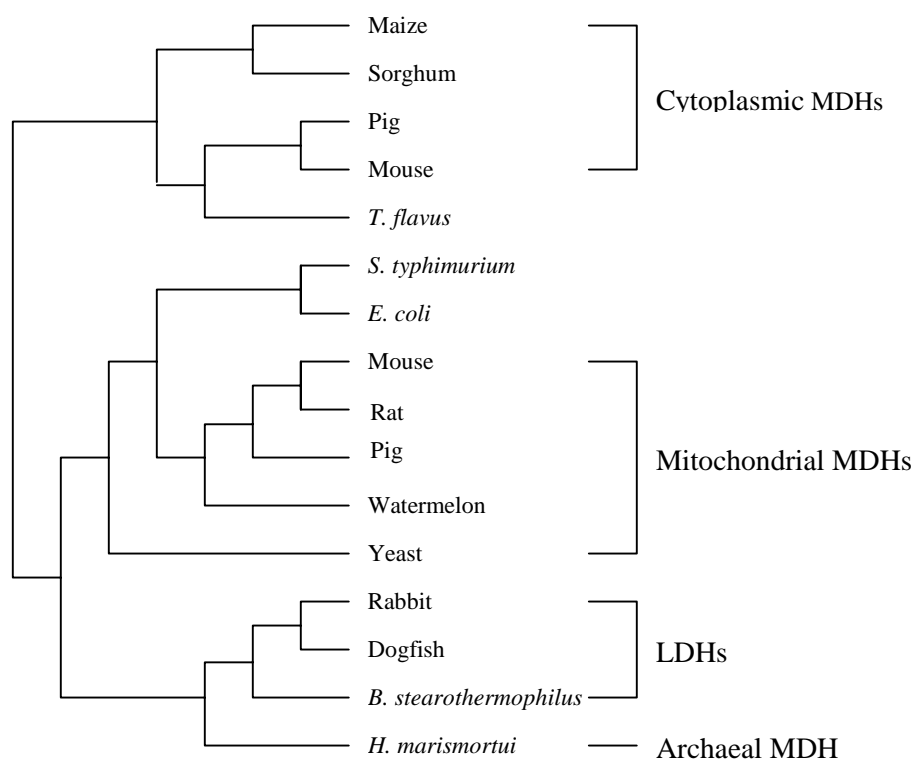 Maize
Sorghum
Cytoplasmic MDHs
Pig
Mouse
T. flavus
S. typhimurium
E. coli
Mouse
Rat
Pig
Mitochondrial MDHs
Watermelon
Yeast
Rabbit
Dogfish
LDHs
B. stearothermophilus
H. marismortui
Archaeal MDH